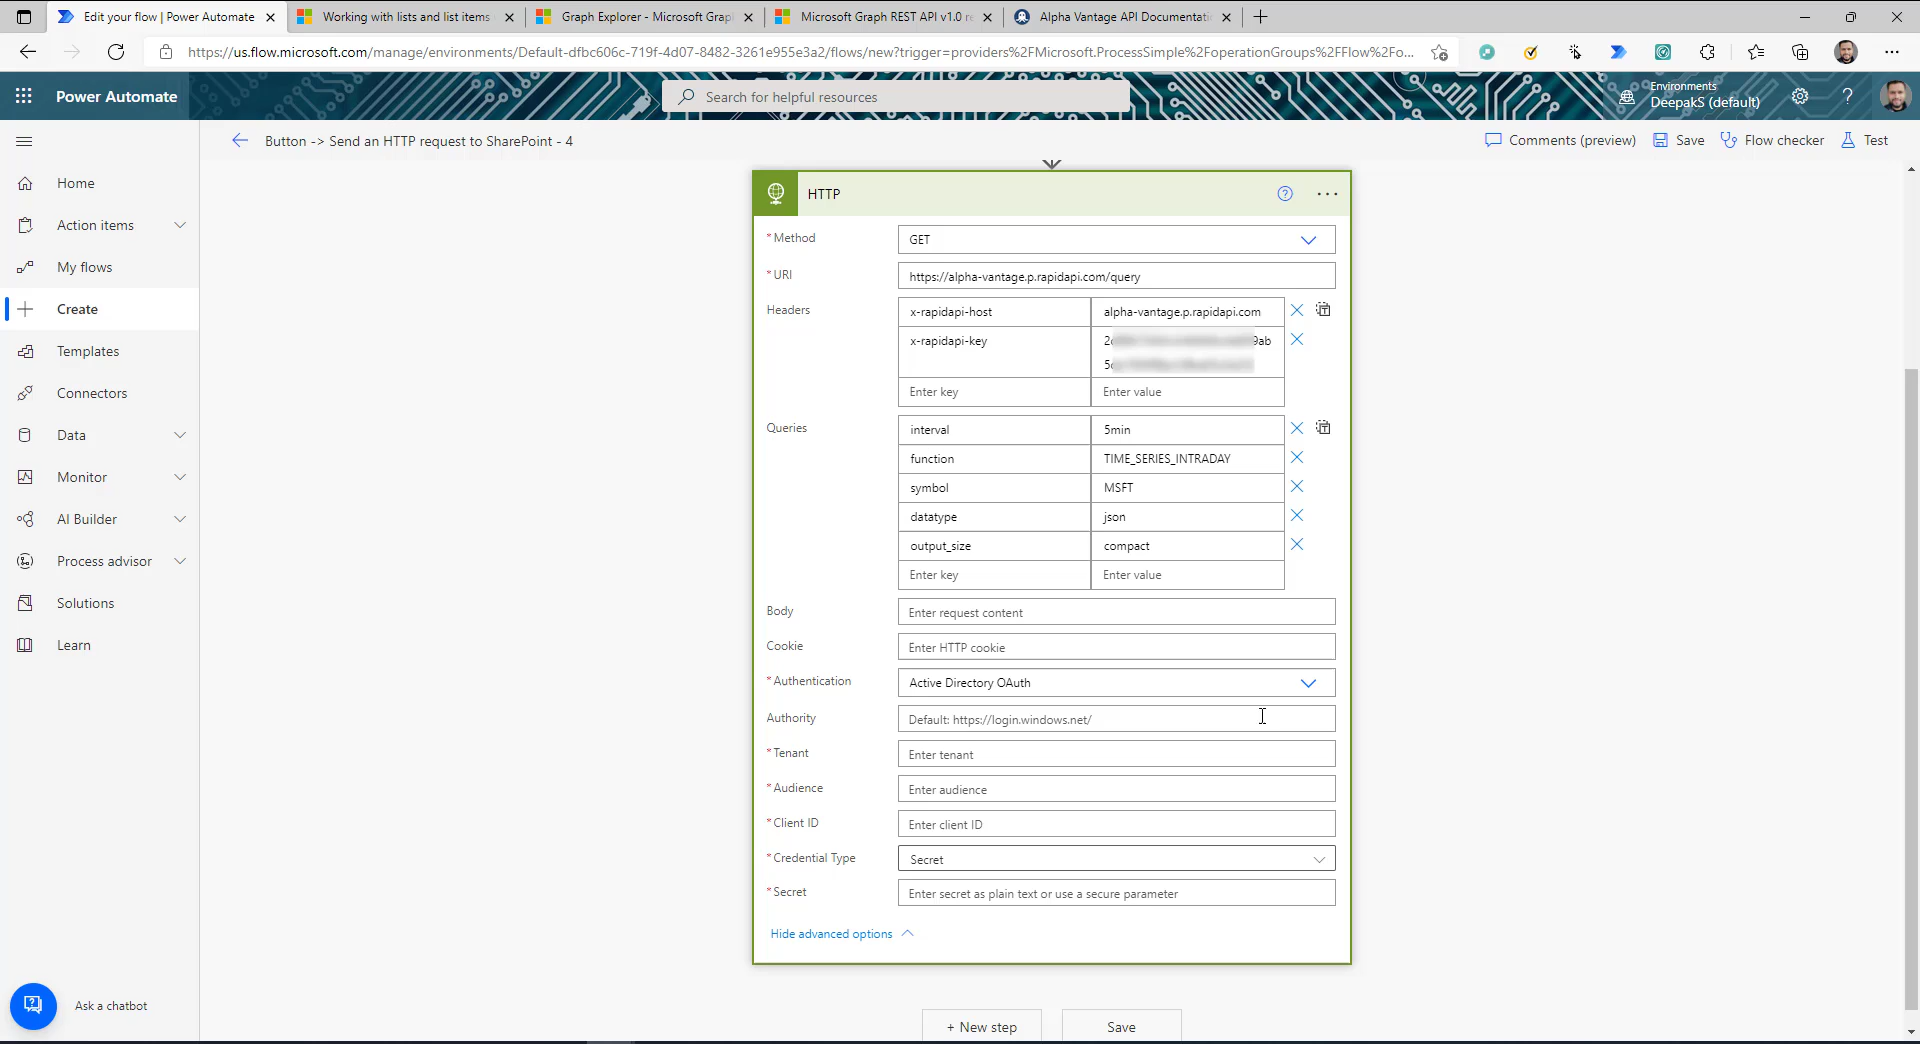 Edit your flow | Power Automate
Working with lists and list items
Graph Explorer - Microsoft Grap
Microsoft Graph REST API v1.0 re
Alpha Vantage API Documentati
https://us.flow.microsoft.com/manage/environments/Default-dfbc606c-719f-4d07-8482-3261e955e3a2/flows/new?trigger=providers%2FMicrosoft.ProcessSimple%2FoperationGroups%2FFlow%2Fo...
Power Automate
Search for helpful resources
Environments
DeepakS (default)
Button -> Send an HTTP request to SharePoint - 4
Comments (preview)
Save
Flow checker
Test
Home
Action items
My flows
Create
Templates
Connectors
Data
Monitor
AI Builder
Process advisor
Solutions
Learn
Ask a chatbot
HTTP
* Method
GET
* URI
https://alpha-vantage.p.rapidapi.com/query
Headers
x-rapidapi-host
alpha-vantage.p.rapidapi.com
x-rapidapi-key
9ab
Enter key
Enter value
Queries
interval
5min
function
TIME_SERIES_INTRADAY
symbol
MSFT
datatype
json
output_size
compact
Enter key
Enter value
Body
Enter request content
Cookie
Enter HTTP cookie
* Authentication
Active Directory OAuth
Authority
Default: https://login.windows.net/
* Tenant
Enter tenant
* Audience
Enter audience
* Client ID
Enter client ID
* Credential Type
Secret
* Secret
Enter secret as plain text or use a secure parameter
Hide advanced options
+ New step
Save